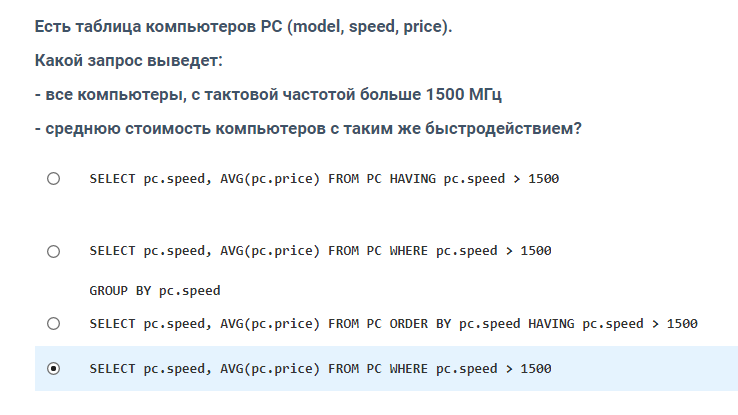 Есть таблица компьютеров PC (model, speed, price).
Какой запрос выведет:
- все компьютеры, с тактовой частотой больше 1500 МГц
- среднюю стоимость компьютеров с таким же быстродействием?
SELECT pc.speed, AVG(pc.price) FROM PC HAVING pc.speed > 1500
SELECT pc.speed, AVG(pc.price) FROM PC WHERE pc.speed > 1500
GROUP BY pc.speed
SELECT pc.speed, AVG(pc.price) FROM PC ORDER BY pc.speed HAVING pc.speed > 1500
SELECT pc.speed, AVG(pc.price) FROM PC WHERE pc.speed > 1500